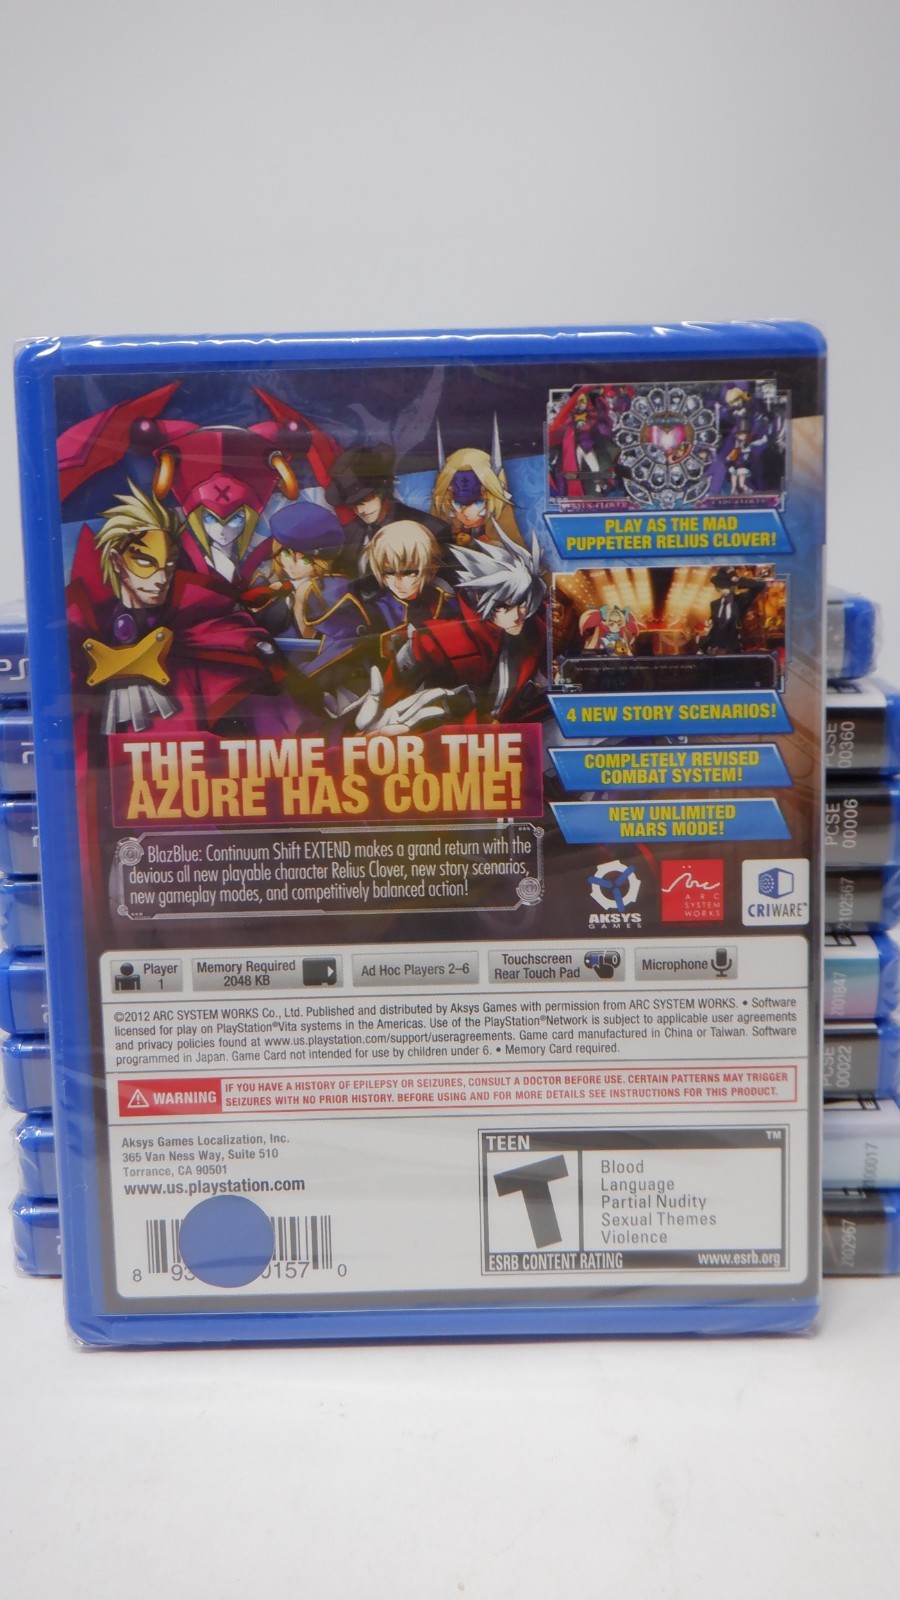 PLAY AS THE MAD
PUPPETEER RELIUS CLOVER!
4 NEW STORY SCENARIOS!
COMPLETELY REVISED
COMBAT SYSTEM!
NEW UNLIMITED
MARS MODE!
THE TIME FOR THE
AZURE HAS COME!
BlazBlue: Continuum Shift EXTEND makes a grand return with the
devious all new playable character Relius Clover, new story scenarios,
new gameplay modes, and competitively balanced action!
AKSYS
GAMES
ARC
SYSTEM
WORKS
CRIWARE™
Player
1
Memory Required
2048 KB
Ad Hoc Players 2–6
Touchscreen
Rear Touch Pad
Microphone
©2012 ARC SYSTEM WORKS Co., Ltd. Published and distributed by Aksys Games with permission from ARC SYSTEM WORKS. • Software
licensed for play on PlayStation®Vita systems in the Americas. Use of the PlayStation®Network is subject to applicable user agreements
and privacy policies found at www.us.playstation.com/support/useragreements. Game card manufactured in China or Taiwan. Software
programmed in Japan. Game Card not intended for use by children under 6. • Memory Card required.
WARNING
IF YOU HAVE A HISTORY OF EPILEPSY OR SEIZURES, CONSULT A DOCTOR BEFORE USE. CERTAIN PATTERNS MAY TRIGGER
SEIZURES WITH NO PRIOR HISTORY. BEFORE USING AND FOR MORE DETAILS SEE INSTRUCTIONS FOR THIS PRODUCT.
Aksys Games Localization, Inc.
365 Van Ness Way, Suite 510
Torrance, CA 90501
www.us.playstation.com
8 93 0157 0
TEEN
TM
T
Blood
Language
Partial Nudity
Sexual Themes
Violence
ESRB CONTENT RATING
www.esrb.org
PS
PCSE
00360
PCSE
00006
2102567
2101847
PCSE
00022
2100017
2102967